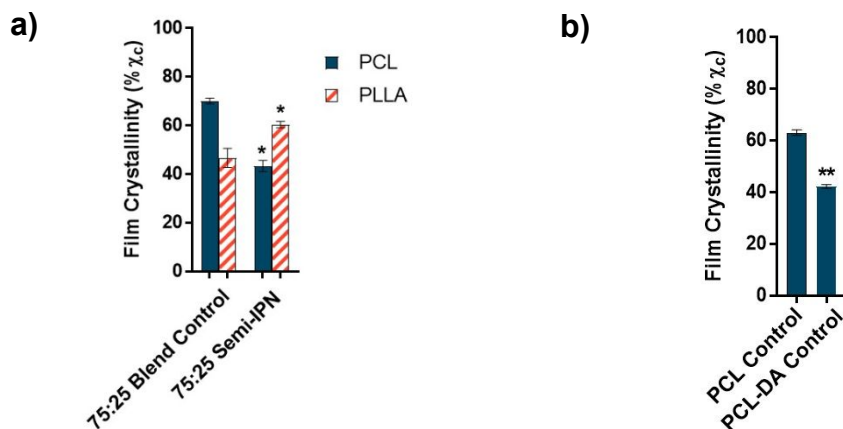 a)
Film Crystallinity (% χc)
100
80
60
40
20
0
*
*
PCL
PLLA
75:25 Blend Control
75:25 Semi-IPN
b)
Film Crystallinity (% χc)
100
80
60
40
20
0
**
PCL Control
PCL-DA Control